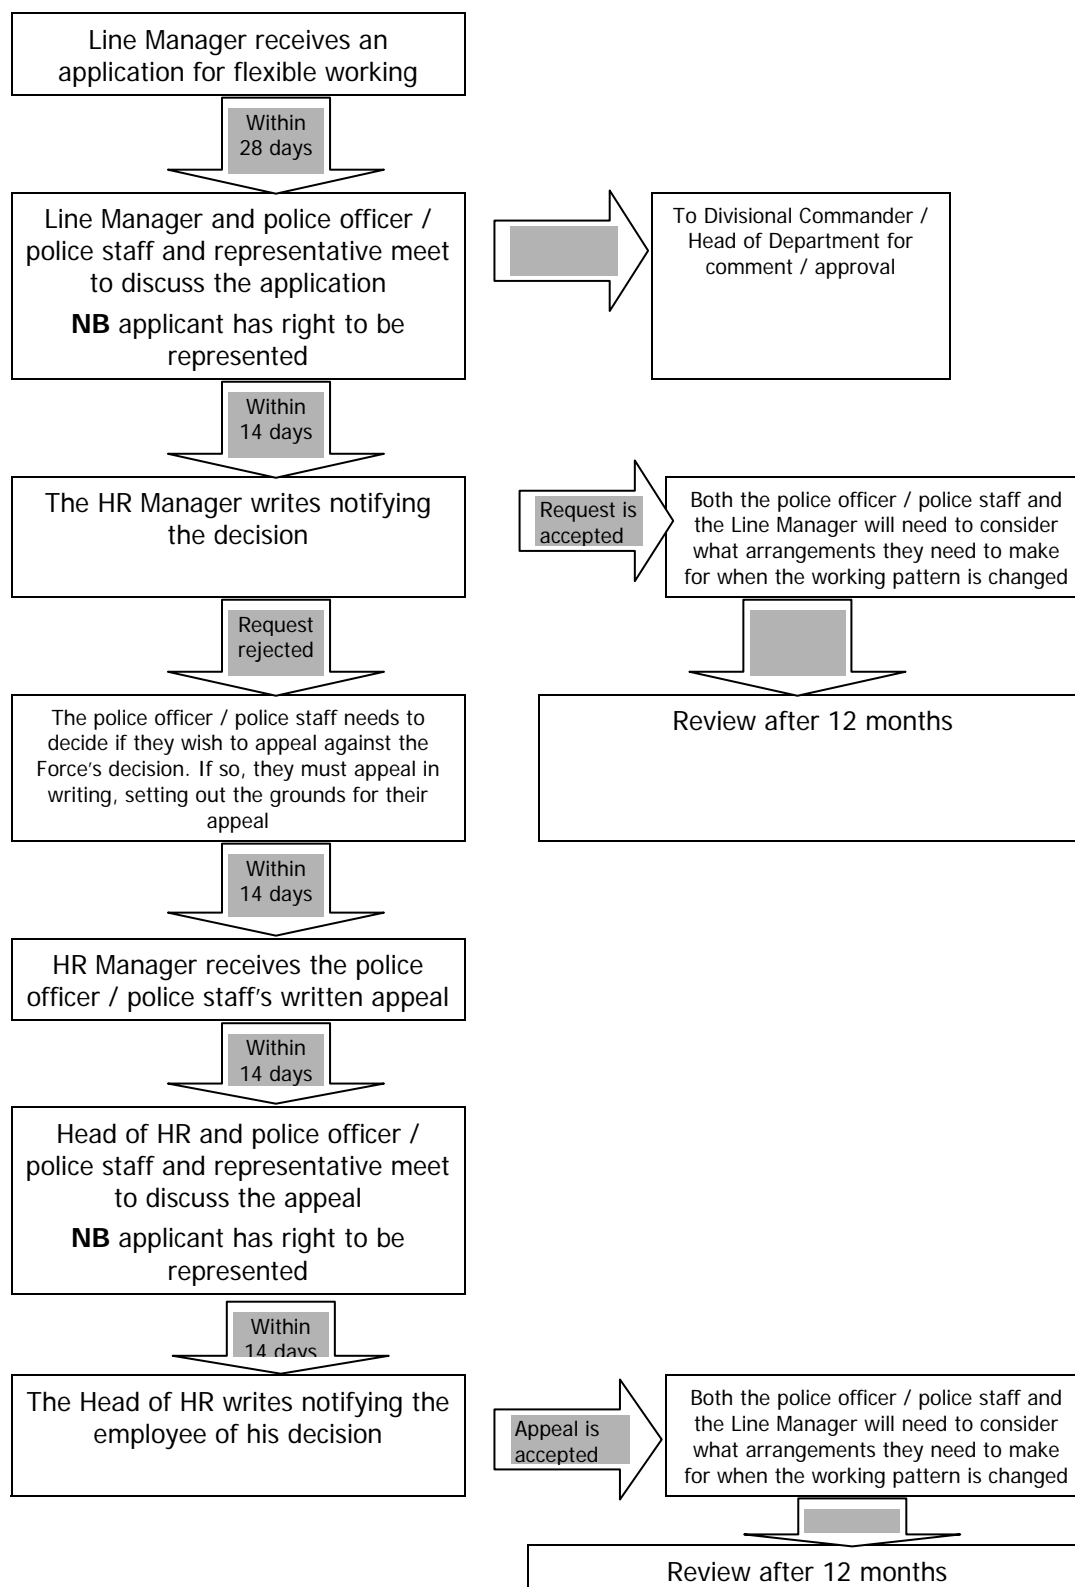 Line Manager receives an
application for flexible working
Within
28 days
Line Manager and police officer /
police staff and representative meet
to discuss the application
NB applicant has right to be
represented
To Divisional Commander /
Head of Department for
comment / approval
Within
14 days
The HR Manager writes notifying
the decision
Request is
accepted
Both the police officer / police staff and
the Line Manager will need to consider
what arrangements they need to make
for when the working pattern is changed
Request
rejected
Review after 12 months
The police officer / police staff needs to
decide if they wish to appeal against the
Force's decision. If so, they must appeal in
writing, setting out the grounds for their
appeal
Within
14 days
HR Manager receives the police
officer / police staff's written appeal
Within
14 days
Head of HR and police officer /
police staff and representative meet
to discuss the appeal
NB applicant has right to be
represented
Within
14 days
The Head of HR writes notifying the
employee of his decision
Appeal is
accepted
Both the police officer / police staff and
the Line Manager will need to consider
what arrangements they need to make
for when the working pattern is changed
Review after 12 months